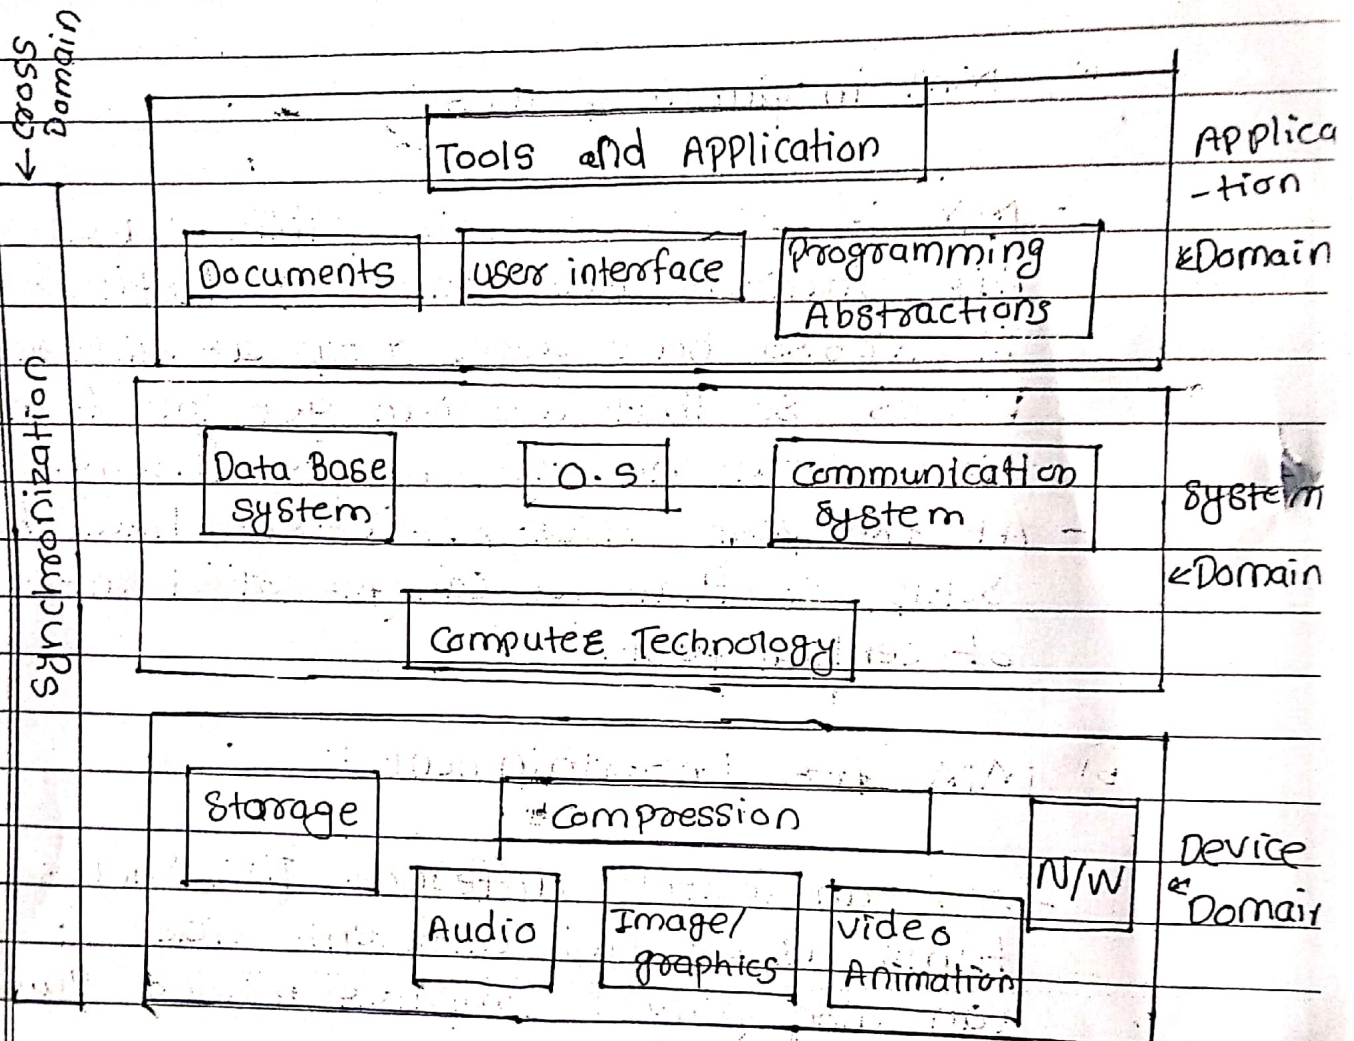 ← Cross
Domain
Tools and Application
Applica
-tion
Documents
user interface
Programming
Abstractions
Domain
Synchronization
Data Base
system
O.S
Communication
system
System
Domain
Computer Technology
Storage
Compression
N/W
Device
Domain
Audio
Image/
graphics
video
Animation